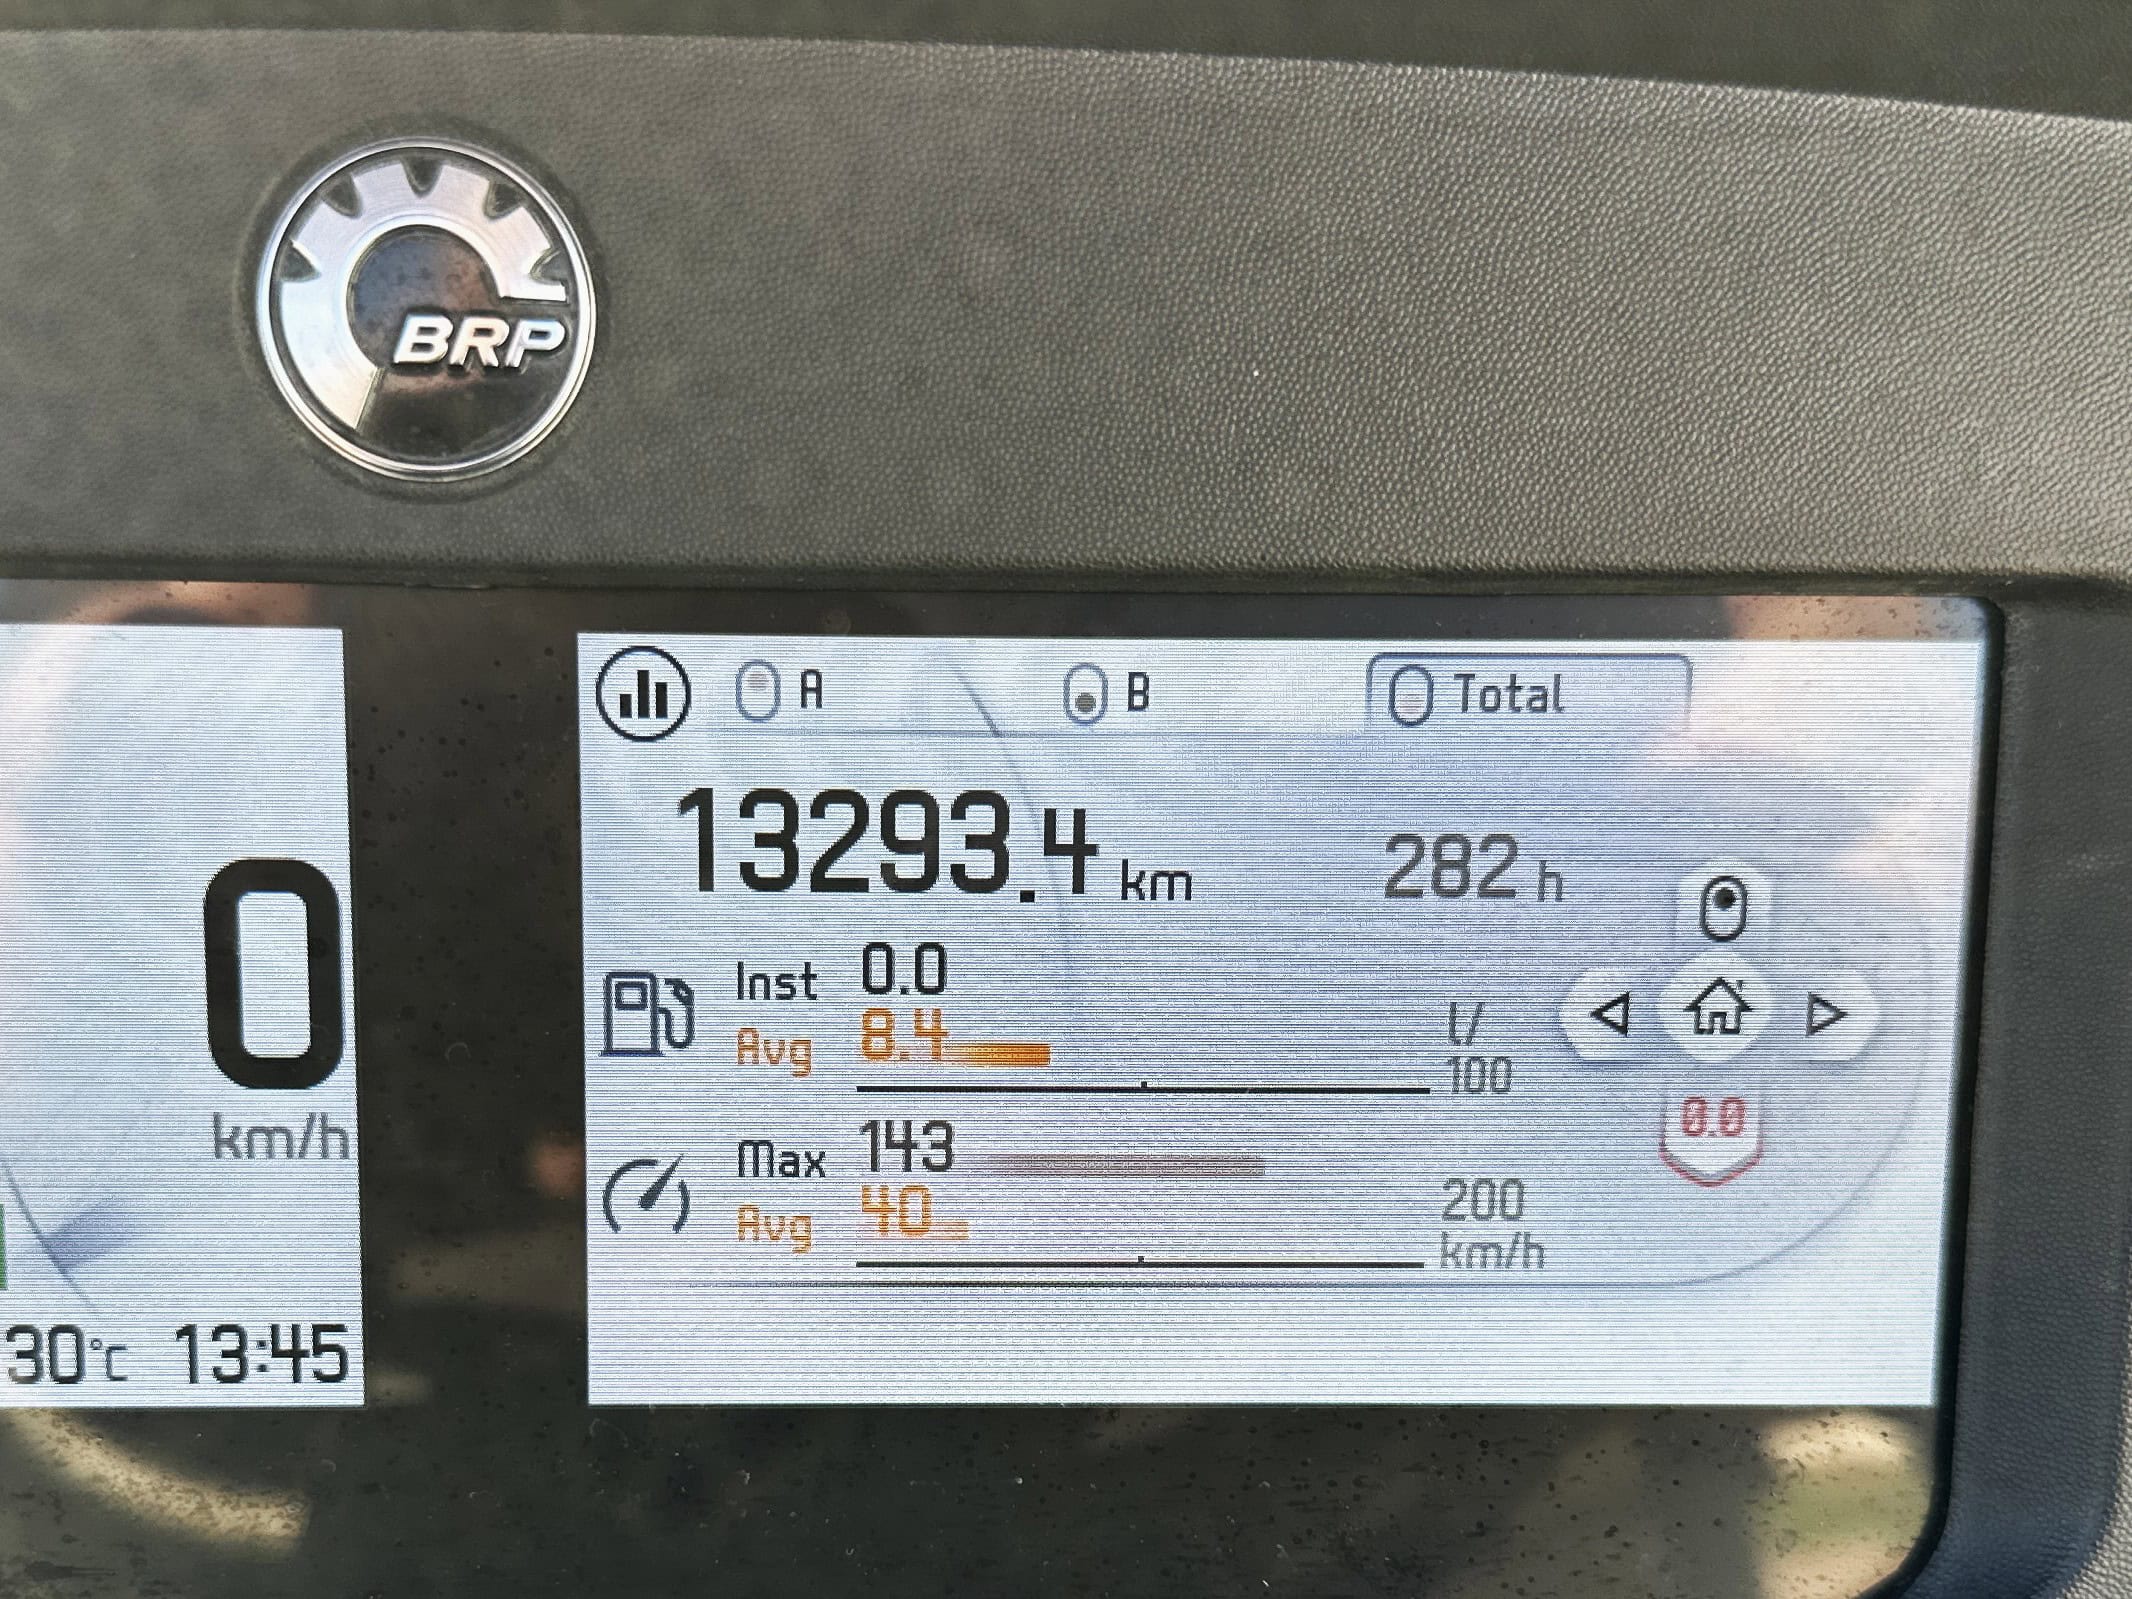 BRP
A B Total
13293.4 km 282 h
Inst 0.0
Avg 8.4
l/
100
0
km/h
Max 143
Avg 40
200
km/h
0.0
30°C 13:45